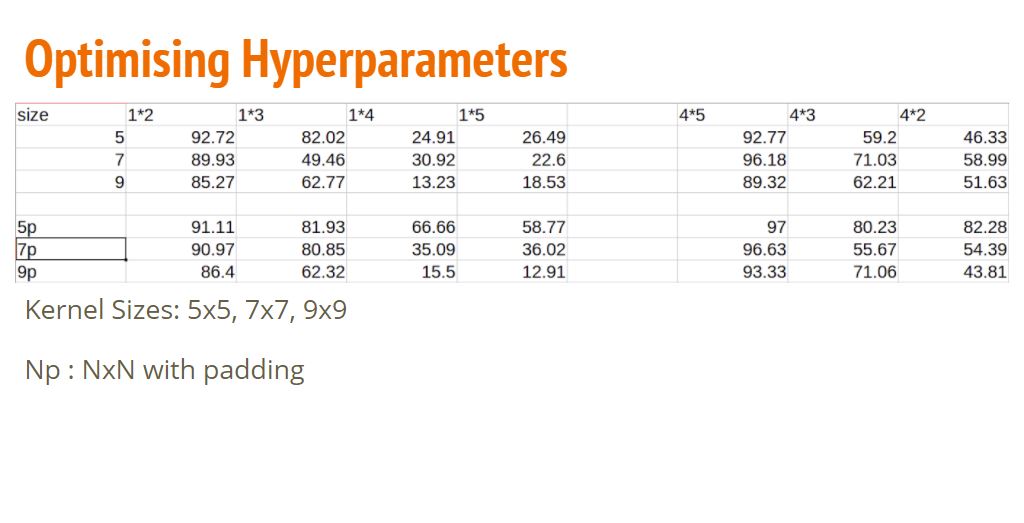 Optimising Hyperparameters
size 1*2 1*3 1*4 1*5 4*5 4*3 4*2
5 92.72 82.02 24.91 26.49 92.77 59.2 46.33
7 89.93 49.46 30.92 22.6 96.18 71.03 58.99
9 85.27 62.77 13.23 18.53 89.32 62.21 51.63
5p 91.11 81.93 66.66 58.77 97 80.23 82.28
7p 90.97 80.85 35.09 36.02 96.63 55.67 54.39
9p 86.4 62.32 15.5 12.91 93.33 71.06 43.81
Kernel Sizes: 5x5, 7x7, 9x9
Np : NxN with padding